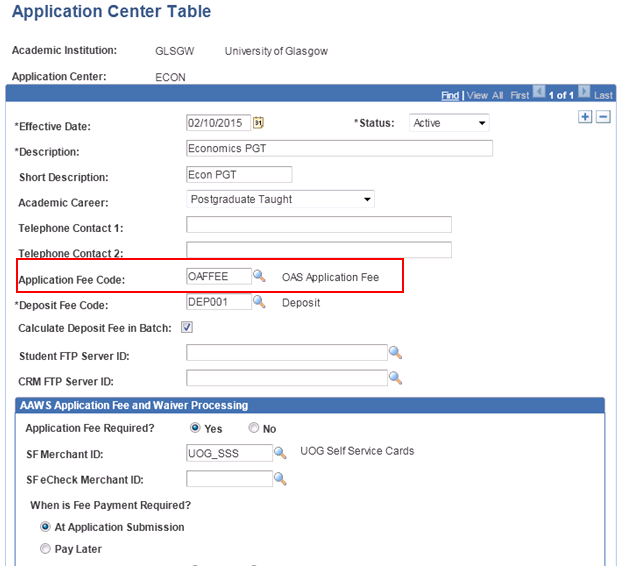 Application Center Table
Academic Institution: GLSGW University of Glasgow
Application Center: ECON
Find | View All First 1 of 1 Last
*Effective Date: 02/10/2015 31 *Status: Active
*Description: Economics PGT
Short Description: Econ PGT
Academic Career: Postgraduate Taught
Telephone Contact 1:
Telephone Contact 2:
Application Fee Code: OAFFEE OAS Application Fee
*Deposit Fee Code: DEP001 Deposit
Calculate Deposit Fee in Batch:
Student FTP Server ID:
CRM FTP Server ID:
AAWS Application Fee and Waiver Processing
Application Fee Required? Yes No
SF Merchant ID: UOG_SSS UOG Self Service Cards
SF eCheck Merchant ID:
When is Fee Payment Required?
At Application Submission
Pay Later